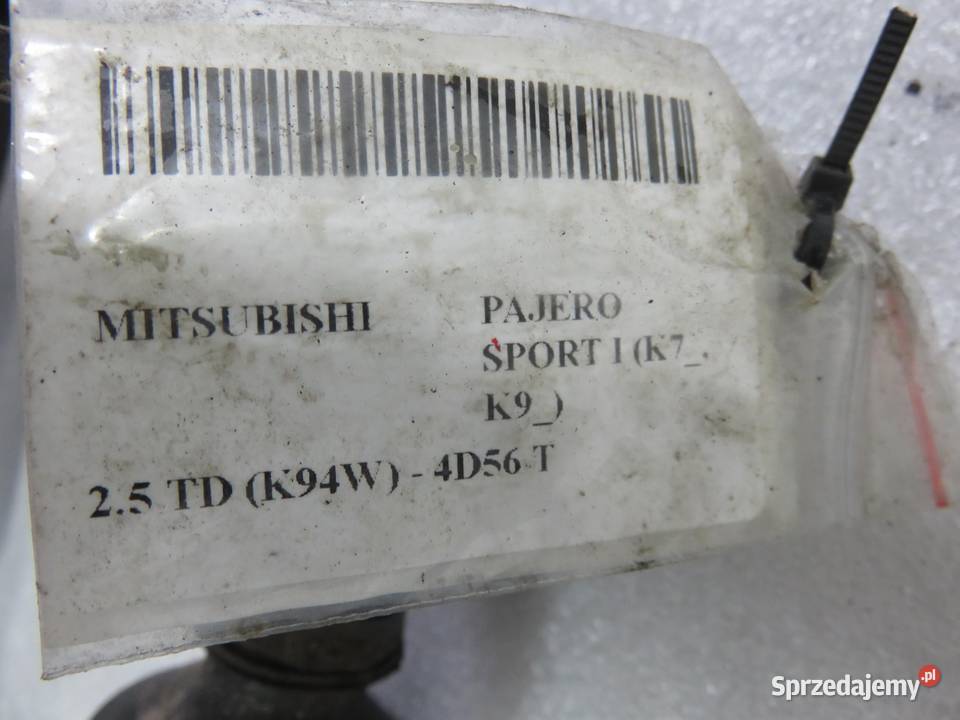 MITSUBISHI
PAJERO
SPORT I (K7_,
K9_)
2.5 TD (K94W) - 4D56 T
Sprzedajemy.pl